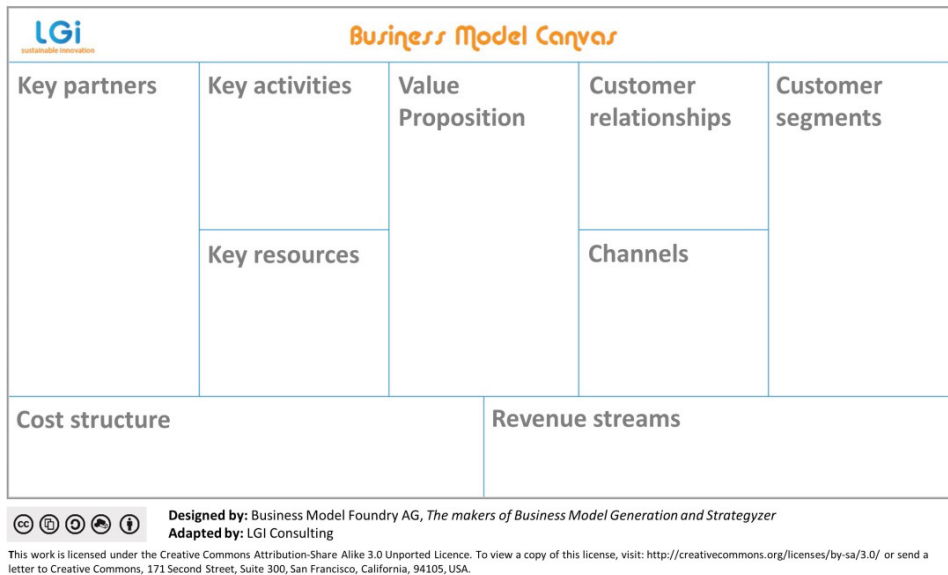 LGi
sustainable innovation
Business Model Canvas
Key partners
Key activities
Key resources
Value
Proposition
Customer
relationships
Channels
Customer
segments
Cost structure
Revenue streams
cc
Designed by: Business Model Foundry AG, The makers of Business Model Generation and Strategyzer
Adapted by: LGI Consulting
This work is licensed under the Creative Commons Attribution-Share Alike 3.0 Unported Licence. To view a copy of this license, visit: http://creativecommons.org/licenses/by-sa/3.0/ or send a
letter to Creative Commons, 171 Second Street, Suite 300, San Francisco, California, 94105, USA.